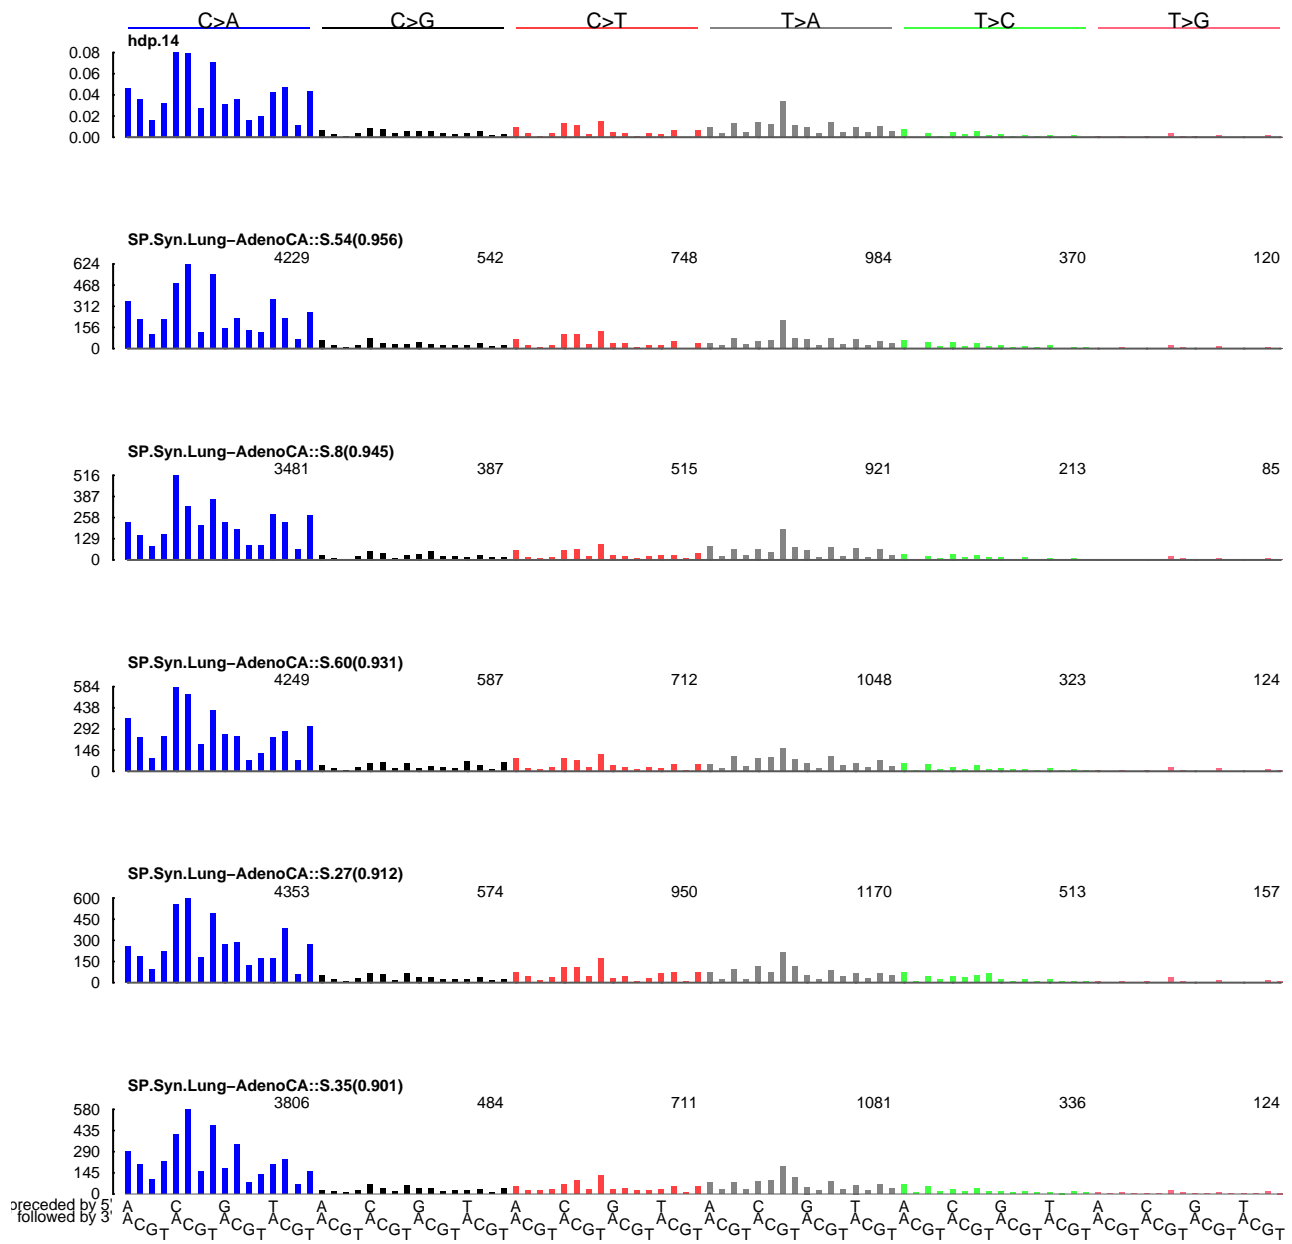 C>A C>G C>T T>A T>C T>G
hdp.14
0.08
0.06
0.04
0.02
0.00
SP.Syn.Lung−AdenoCA::S.54(0.956)
4229 542 748 984 370 120
624
468
312
156
0
SP.Syn.Lung−AdenoCA::S.8(0.945)
3481 387 515 921 213 85
516
387
258
129
0
SP.Syn.Lung−AdenoCA::S.60(0.931)
4249 587 712 1048 323 124
584
438
292
146
0
SP.Syn.Lung−AdenoCA::S.27(0.912)
4353 574 950 1170 513 157
600
450
300
150
0
SP.Syn.Lung−AdenoCA::S.35(0.901)
3806 484 711 1081 336 124
580
435
290
145
0
preceded by 5' A C G T A C G T A C G T A C G T A C G T A C G T
followed by 3' A C G T A C G T A C G T A C G T A C G T A C G T A C G T A C G T A C G T A C G T A C G T A C G T A C G T A C G T A C G T A C G T A C G T A C G T A C G T A C G T A C G T A C G T A C G T A C G T